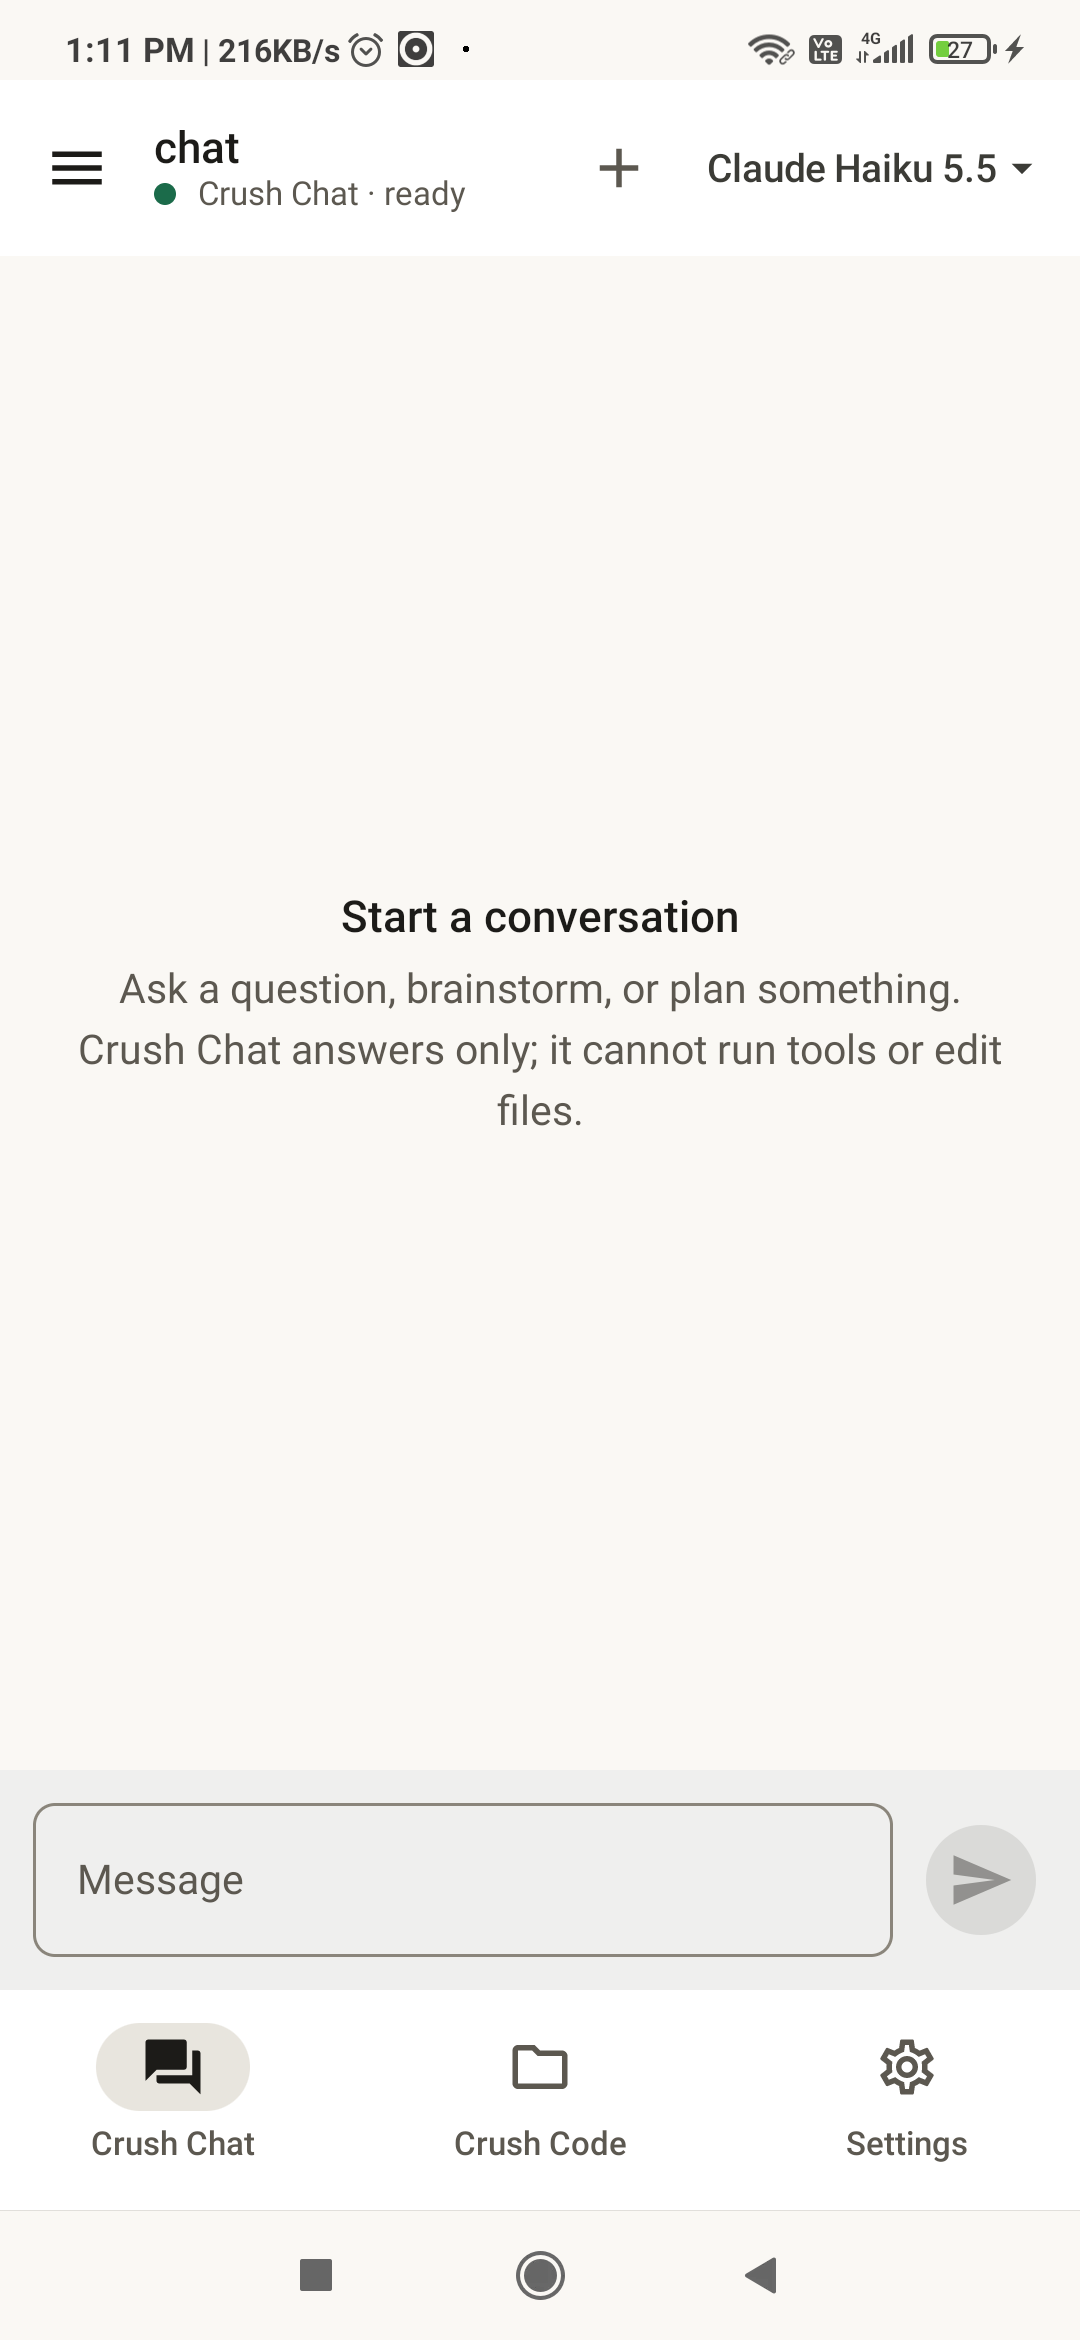 1:11 PM | 216KB/s
Vo LTE
4G
27
chat
Crush Chat · ready
Claude Haiku 5.5
Start a conversation
Ask a question, brainstorm, or plan something.
Crush Chat answers only; it cannot run tools or edit
files.
Message
Crush Chat
Crush Code
Settings